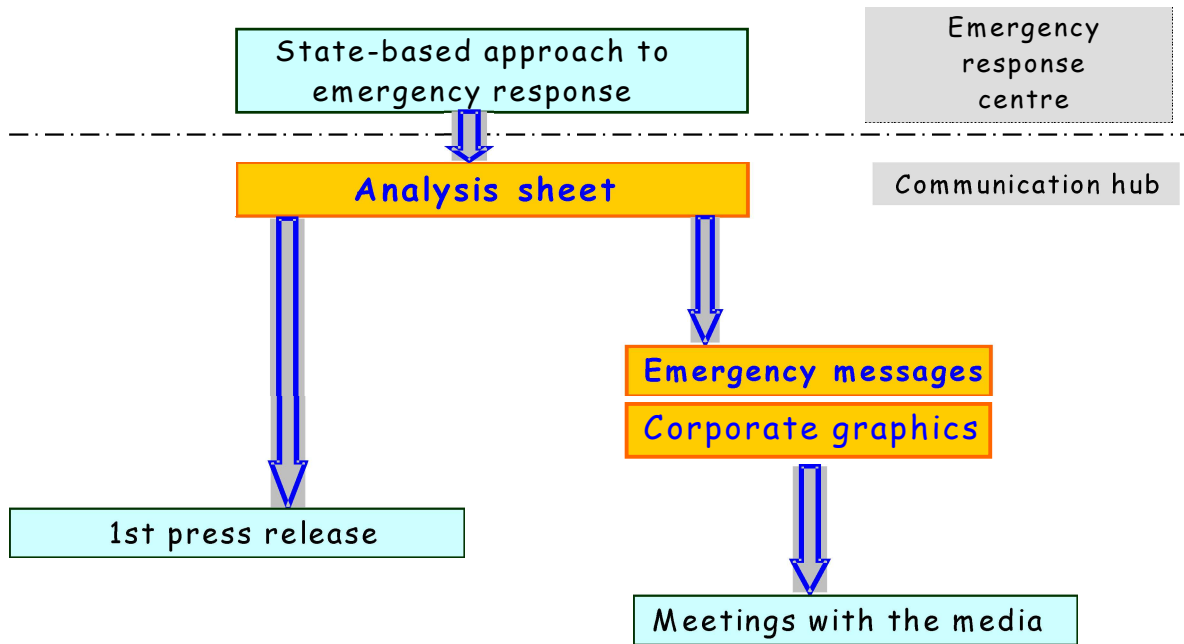 State-based approach to
emergency response
Emergency
response
centre
Analysis sheet
Communication hub
Emergency messages
Corporate graphics
1st press release
Meetings with the media